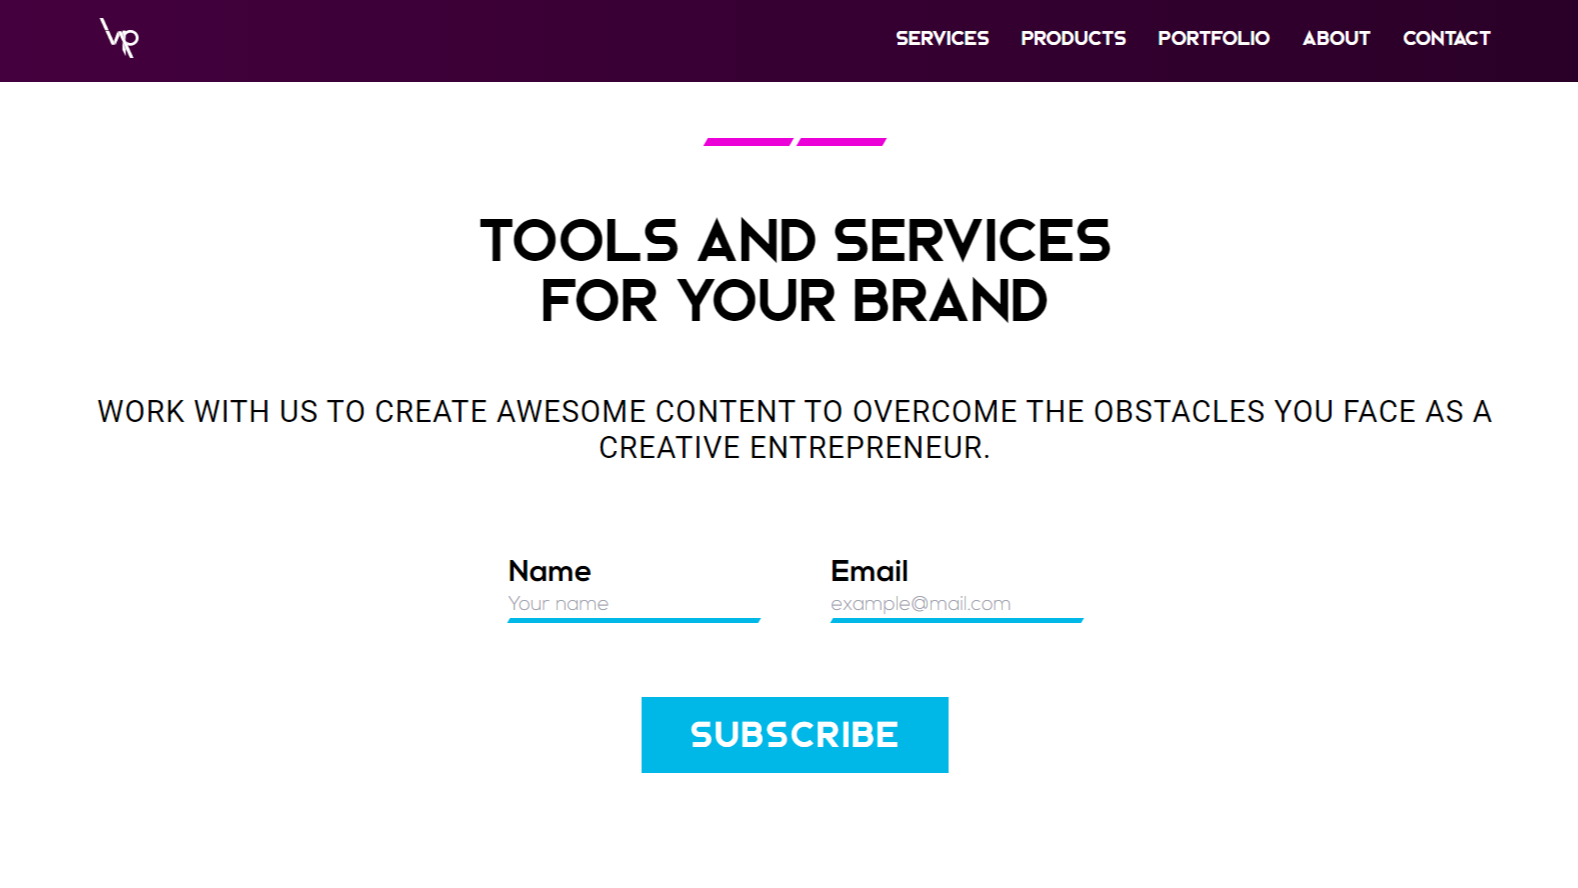 SERVICES PRODUCTS PORTFOLIO ABOUT CONTACT
TOOLS AND SERVICES
FOR YOUR BRAND
WORK WITH US TO CREATE AWESOME CONTENT TO OVERCOME THE OBSTACLES YOU FACE AS A
CREATIVE ENTREPRENEUR.
Name Email
Your name example@mail.com
SUBSCRIBE